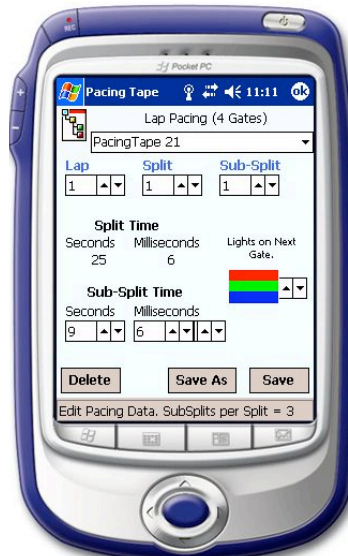 REC
Pocket PC
Pacing Tape 11:11 ok
Lap Pacing (4 Gates)
PacingTape 21
Lap Split Sub-Split
1 1 1
Split Time
Seconds Milliseconds Lights on Next
Gate.
25 6
Sub-Split Time
Seconds Milliseconds
9 6
Delete Save As Save
Edit Pacing Data. SubSplits per Split = 3